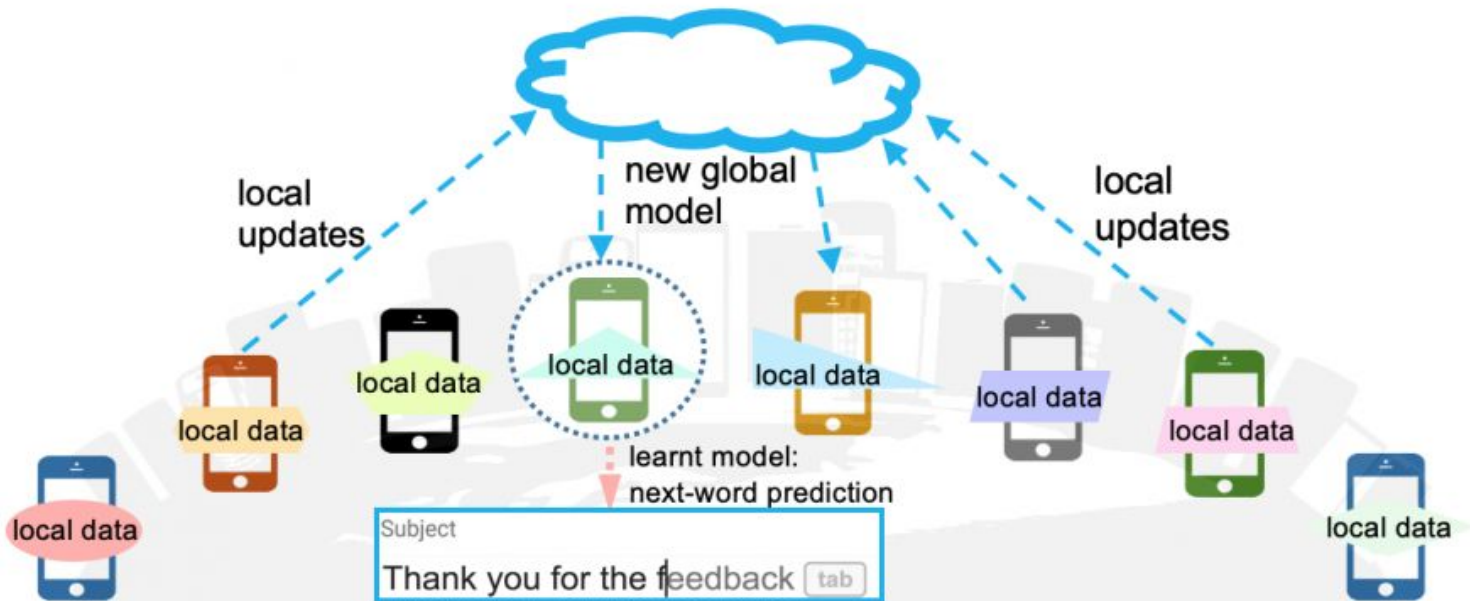 new global
model
local
updates
local
updates
local data
local data
local data
local data
local data
local data
local data
local data
learnt model:
next-word prediction
Subject
Thank you for the feedback tab